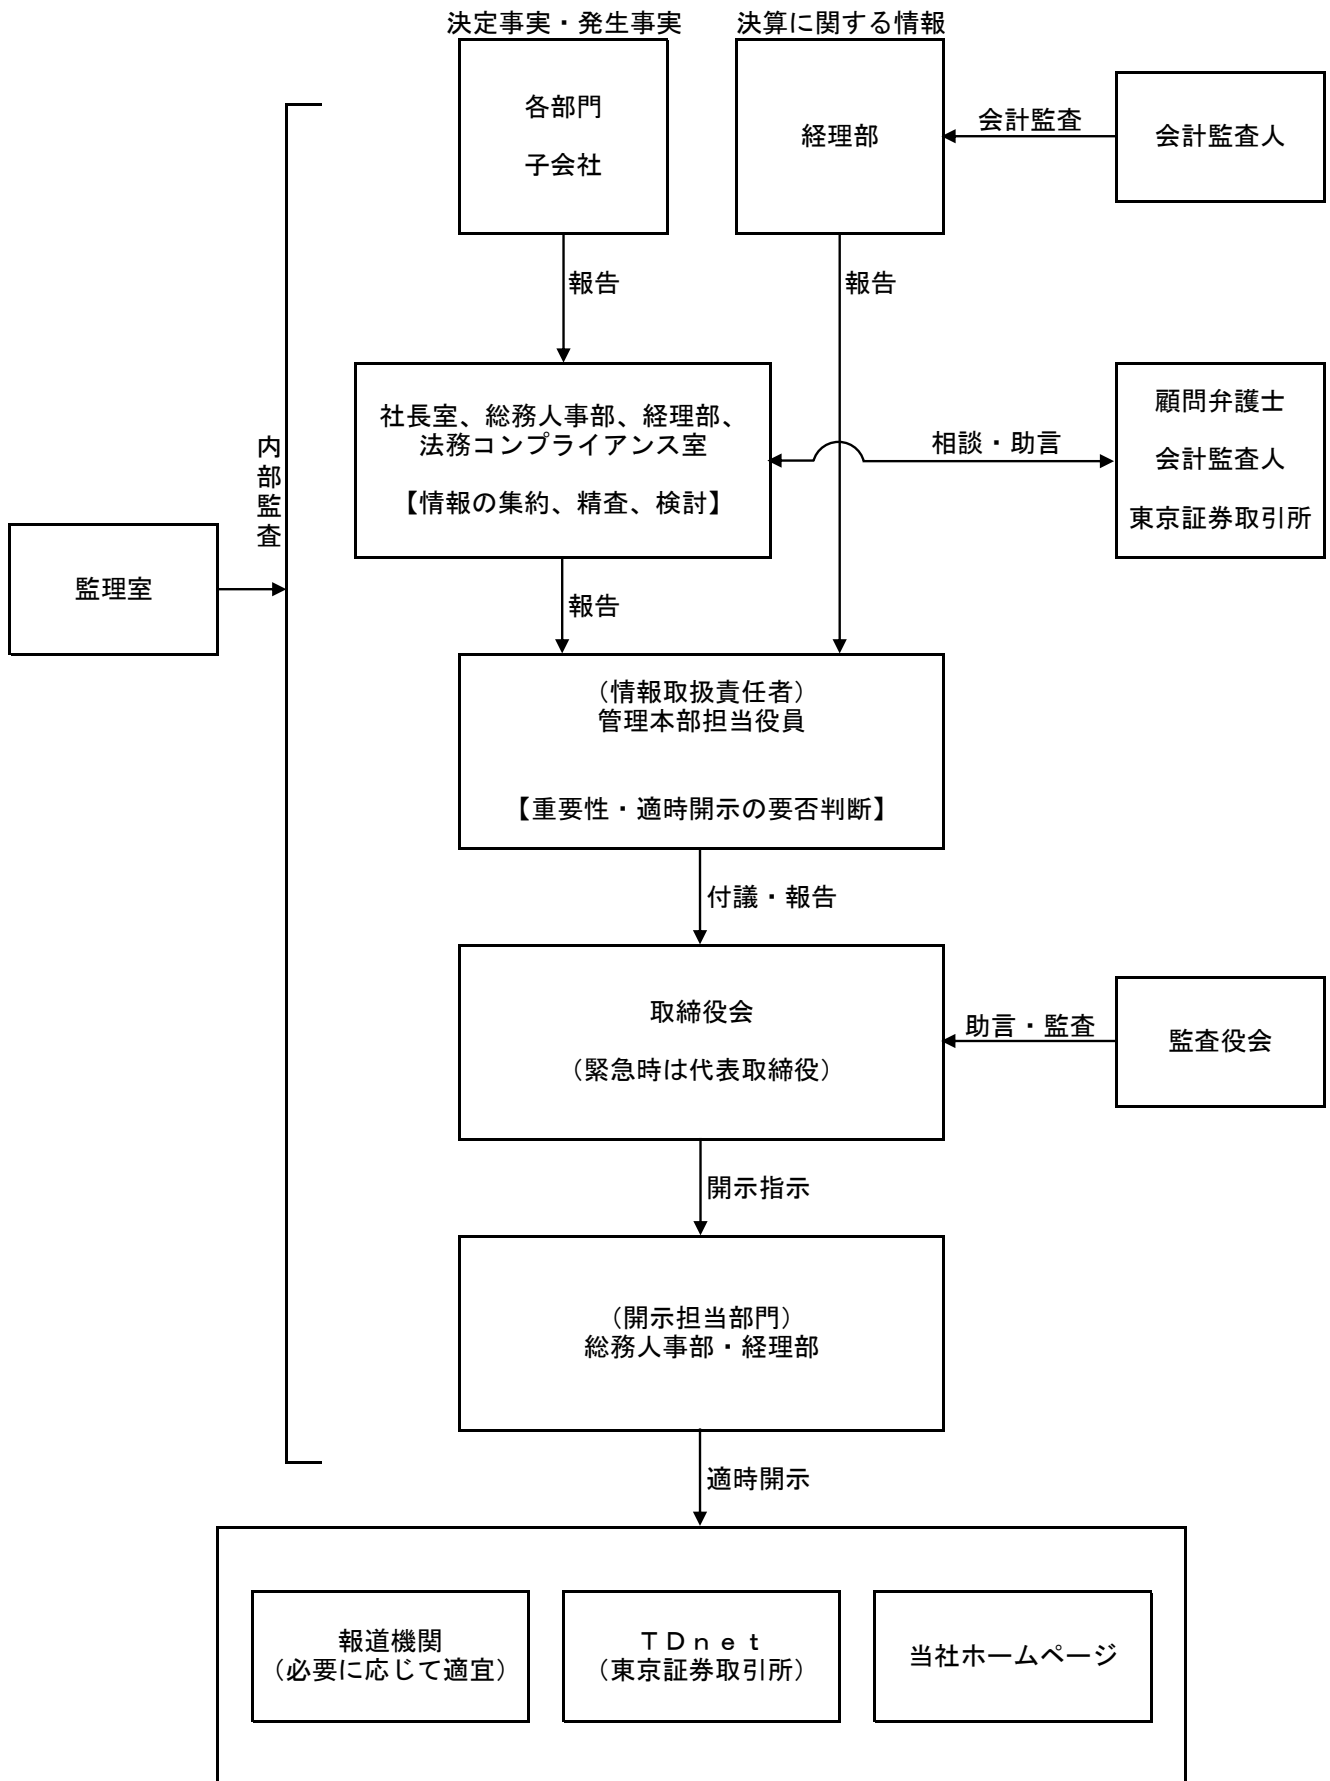 決定事実・発生事実
決算に関する情報
各部門
子会社
経理部
会計監査
会計監査人
報告
報告
社長室、総務人事部、経理部、
法務コンプライアンス室
【情報の集約、精査、検討】
相談・助言
顧問弁護士
会計監査人
東京証券取引所
内部監査
監理室
報告
（情報取扱責任者）
管理本部担当役員
【重要性・適時開示の要否判断】
付議・報告
取締役会
（緊急時は代表取締役）
助言・監査
監査役会
開示指示
（開示担当部門）
総務人事部・経理部
適時開示
報道機関
（必要に応じて適宜）
ＴＤｎｅｔ
（東京証券取引所）
当社ホームページ